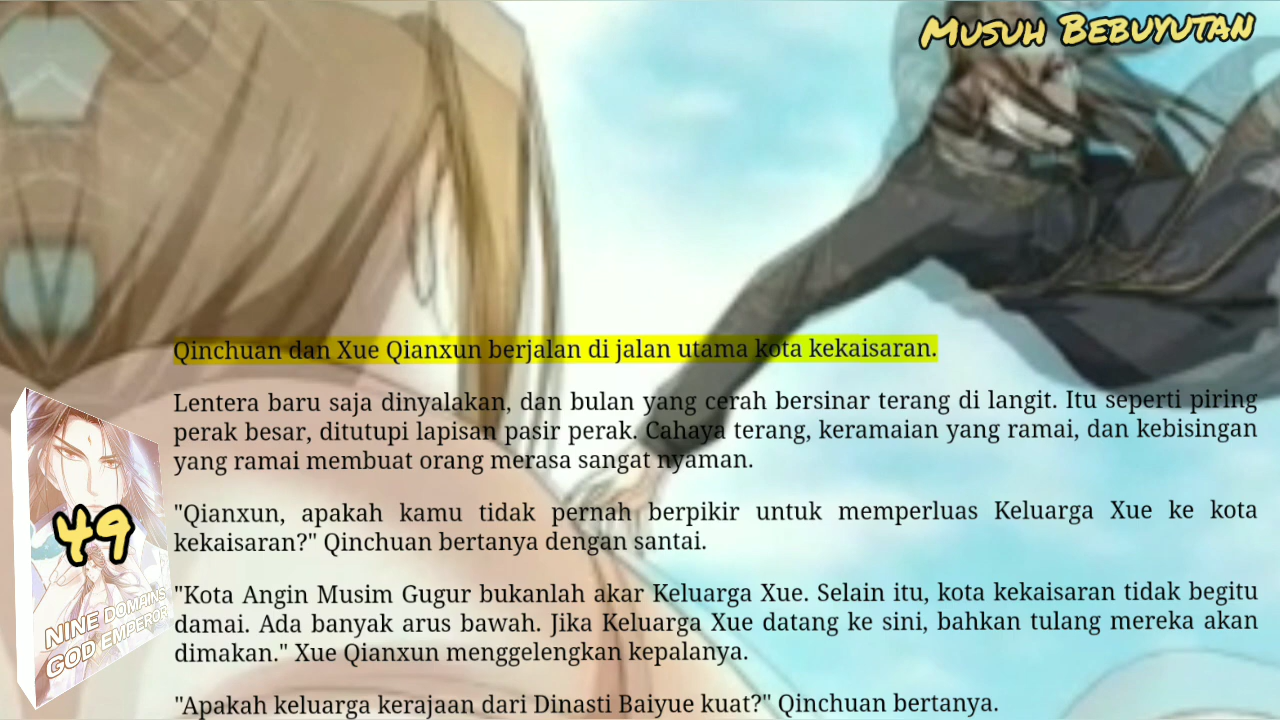 Musuh Bebuyutan
Qinchuan dan Xue Qianxun berjalan di jalan utama kota kekaisaran.
Lentera baru saja dinyalakan, dan bulan yang cerah bersinar terang di langit. Itu seperti piring
perak besar, ditutupi lapisan pasir perak. Cahaya terang, keramaian yang ramai, dan kebisingan
yang ramai membuat orang merasa sangat nyaman.
"Qianxun, apakah kamu tidak pernah berpikir untuk memperluas Keluarga Xue ke kota
kekaisaran?" Qinchuan bertanya dengan santai.
"Kota Angin Musim Gugur bukanlah akar Keluarga Xue. Selain itu, kota kekaisaran tidak begitu
damai. Ada banyak arus bawah. Jika Keluarga Xue datang ke sini, bahkan tulang mereka akan
dimakan." Xue Qianxun menggelengkan kepalanya.
"Apakah keluarga kerajaan dari Dinasti Baiyue kuat?" Qinchuan bertanya.
49
NINE DOMAINS
GOD EMPEROR